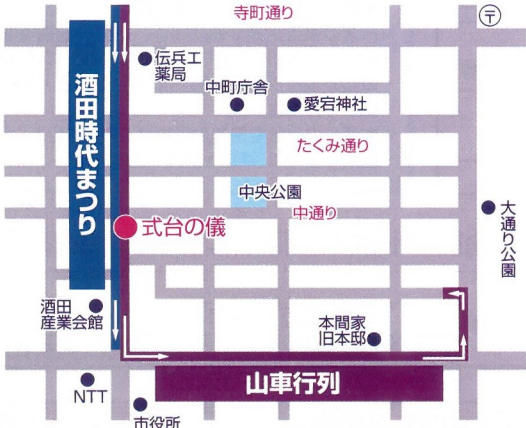 寺町通り
〒
伝兵エ
薬局
中町庁舎
愛宕神社
酒田時代まつり
たくみ通り
中央公園
中通り
大通り公園
式台の儀
酒田
産業会館
本間家
旧本邸
山車行列
NTT
市役所